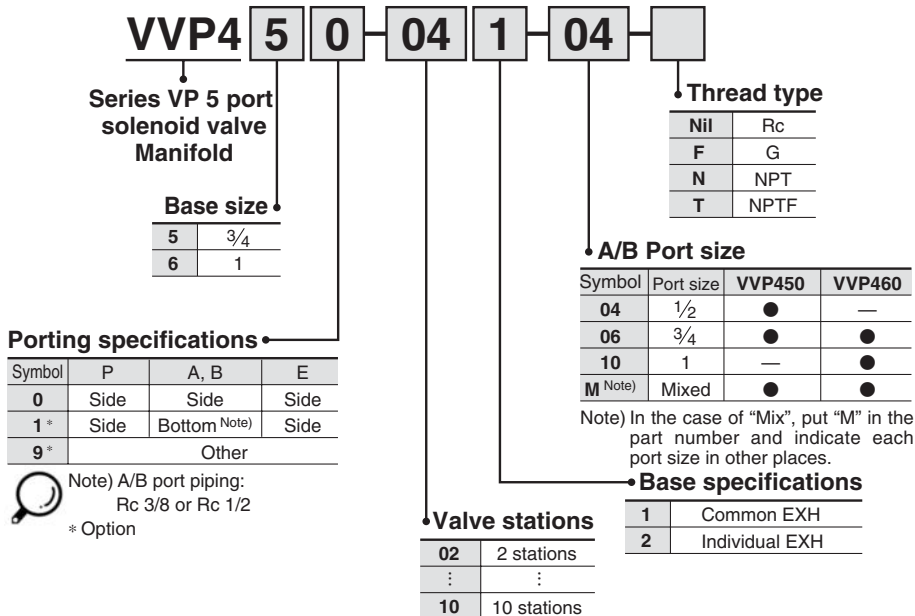 VVP4 5 0 - 04 1 - 04 -
Series VP 5 port
solenoid valve
Manifold
Thread type
Nil Rc
F G
N NPT
T NPTF
Base size
5 3/4
6 1
A/B Port size
Symbol Port size VVP450 VVP460
04 1/2 ● —
06 3/4 ● ●
10 1 — ●
M Note) Mixed ● ●
Note) In the case of “Mix”, put “M” in the
part number and indicate each
port size in other places.
Porting specifications
Symbol P A, B E
0 Side Side Side
1* Side Bottom Note) Side
9* Other
Note) A/B port piping:
Rc 3/8 or Rc 1/2
* Option
Base specifications
1 Common EXH
2 Individual EXH
Valve stations
02 2 stations
⋮ ⋮
10 10 stations